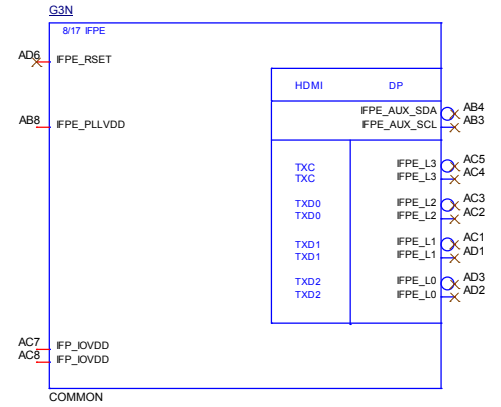 G3N
8/17 IFPE
AD6 IFPE_RSET
HDMI DP
IFPE_AUX_SDA AB4
IFPE_AUX_SCL AB3
AB8 IFPE_PLLVDD
TXC IFPE_L3 AC5
TXC IFPE_L3 AC4
TXD0 IFPE_L2 AC3
TXD0 IFPE_L2 AC2
TXD1 IFPE_L1 AC1
TXD1 IFPE_L1 AD1
TXD2 IFPE_L0 AD3
TXD2 IFPE_L0 AD2
AC7 IFP_IOVDD
AC8 IFP_IOVDD
COMMON